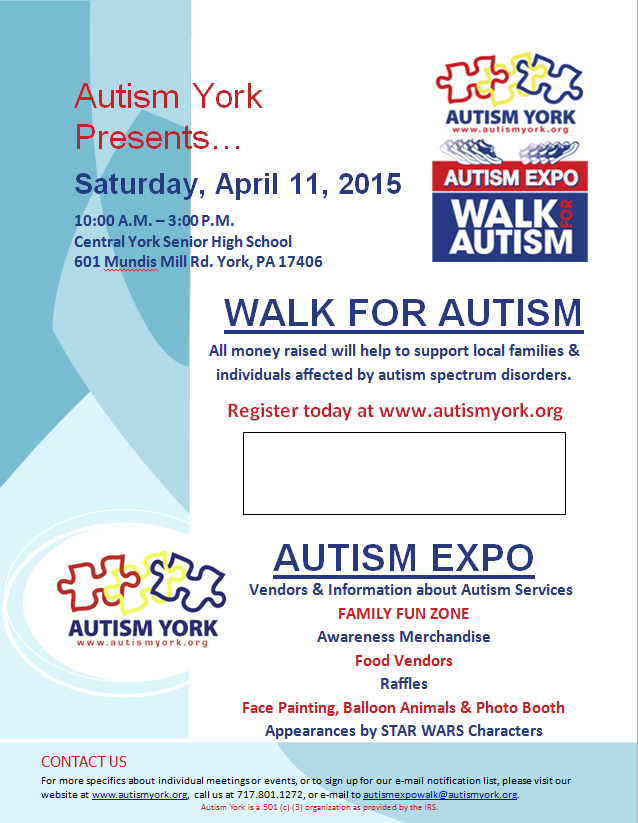 Autism York
Presents...
Saturday, April 11, 2015
10:00 A.M. – 3:00 P.M.
Central York Senior High School
601 Mundis Mill Rd. York, PA 17406
AUTISM YORK
www.autismyork.org
AUTISM EXPO
WALK FOR
AUTISM
WALK FOR AUTISM
All money raised will help to support local families &
individuals affected by autism spectrum disorders.
Register today at www.autismyork.org
AUTISM YORK
www.autismyork.org
AUTISM EXPO
Vendors & Information about Autism Services
FAMILY FUN ZONE
Awareness Merchandise
Food Vendors
Raffles
Face Painting, Balloon Animals & Photo Booth
Appearances by STAR WARS Characters
CONTACT US
For more specifics about individual meetings or events, or to sign up for our e-mail notification list, please visit our
website at www.autismyork.org, call us at 717.801.1272, or e-mail to autismexpowalk@autismyork.org.
Autism York is a 501 (c) (3) organization as provided by the IRS.